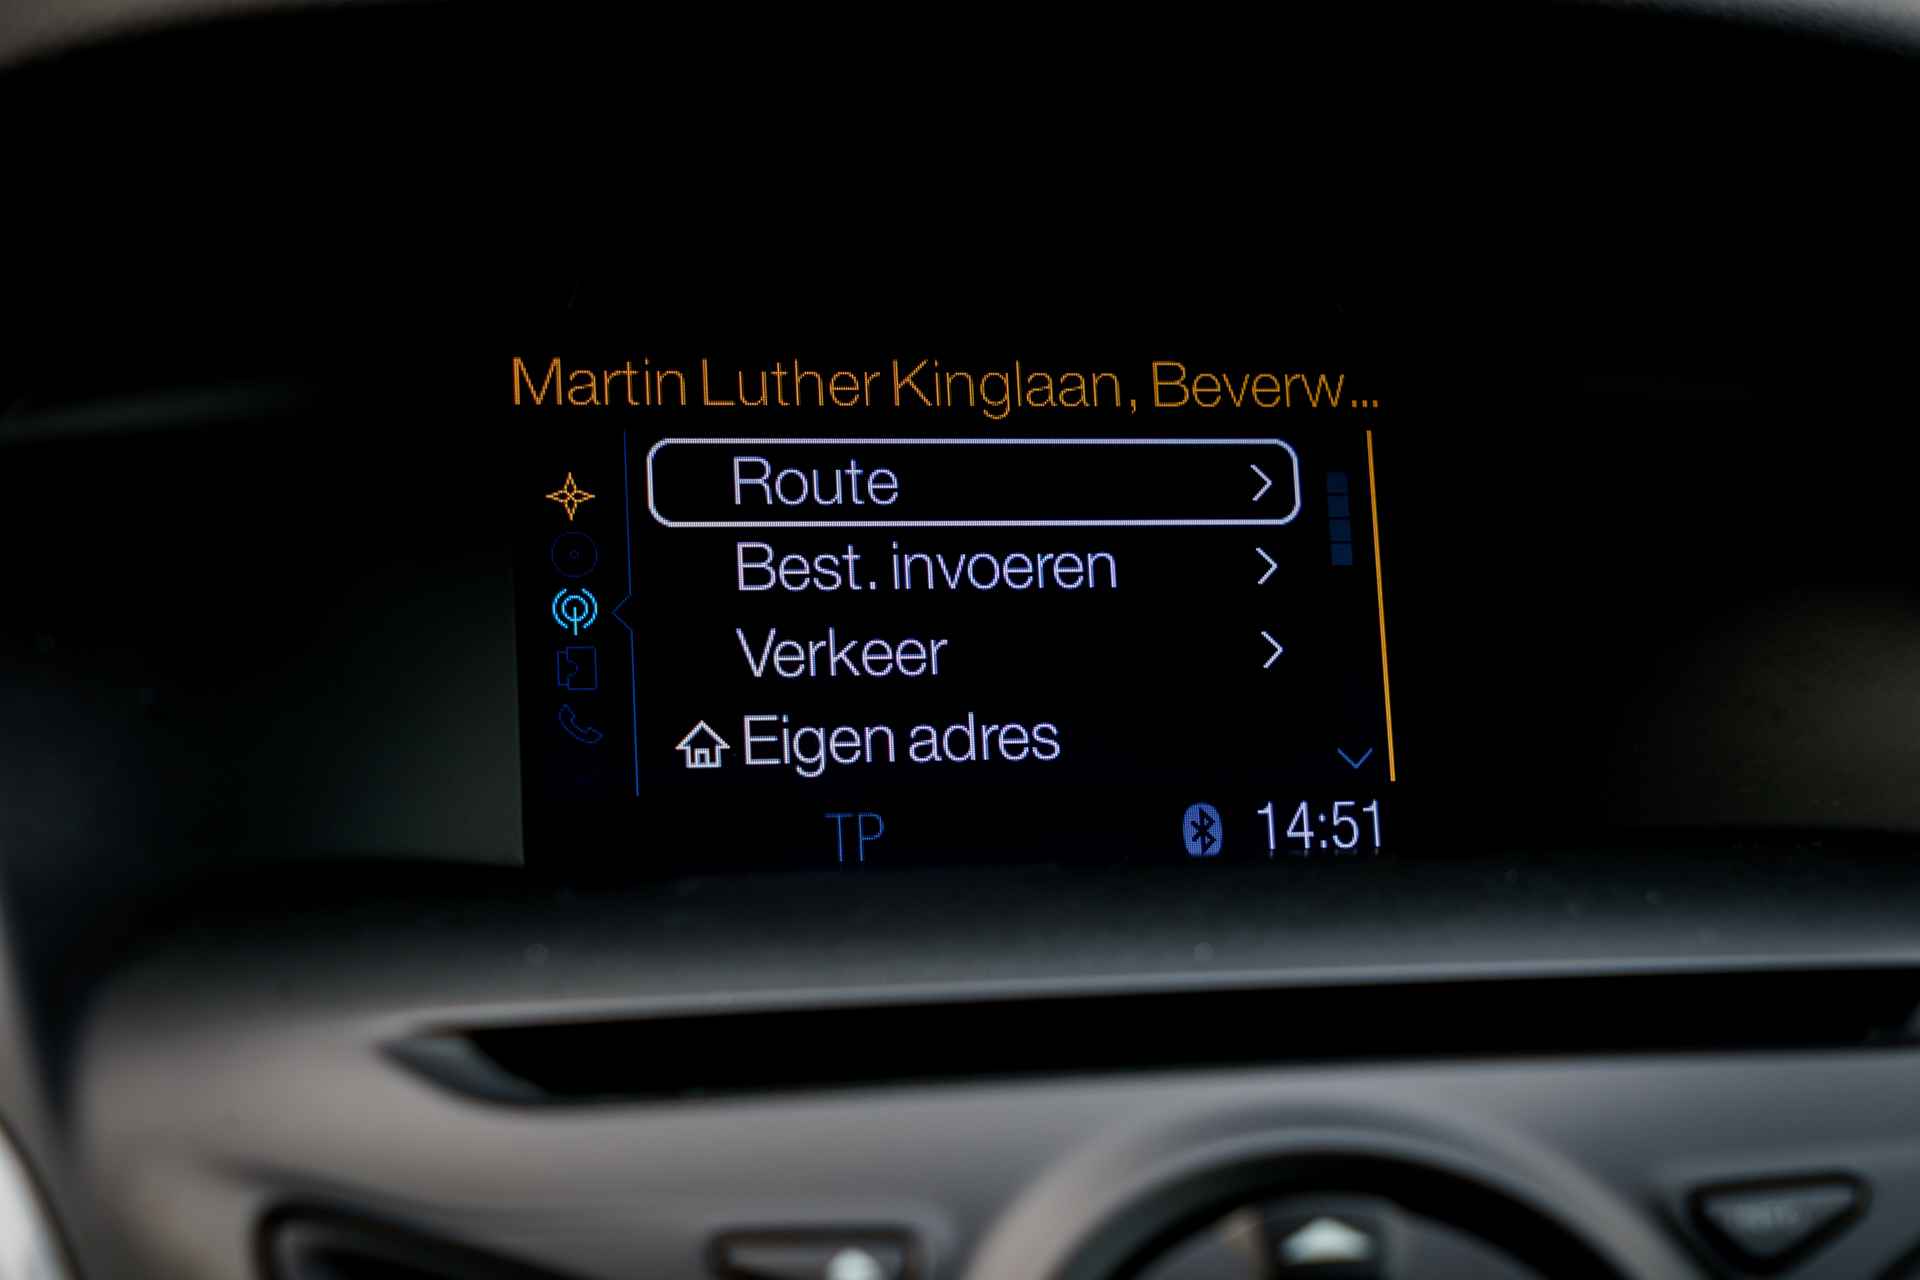 Martin Luther Kinglaan, Beverw...
Route
Best. invoeren
Verkeer
Eigen adres
TP 14:51